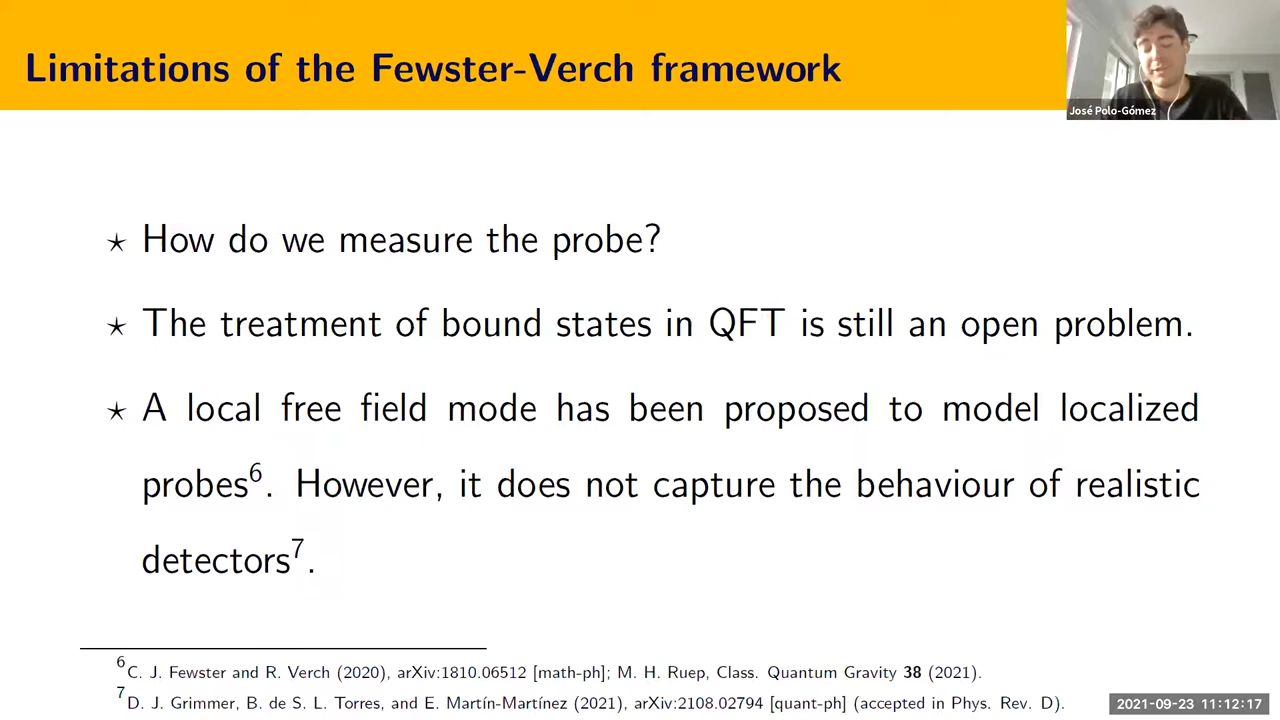 Limitations of the Fewster-Verch framework
José Polo-Gómez
⋆ How do we measure the probe?
⋆ The treatment of bound states in QFT is still an open problem.
⋆ A local free field mode has been proposed to model localized
probes⁶. However, it does not capture the behaviour of realistic
detectors⁷.
⁶C. J. Fewster and R. Verch (2020), arXiv:1810.06512 [math-ph]; M. H. Ruep, Class. Quantum Gravity 38 (2021).
⁷D. J. Grimmer, B. de S. L. Torres, and E. Martín-Martínez (2021), arXiv:2108.02794 [quant-ph] (accepted in Phys. Rev. D).
2021-09-23 11:12:17